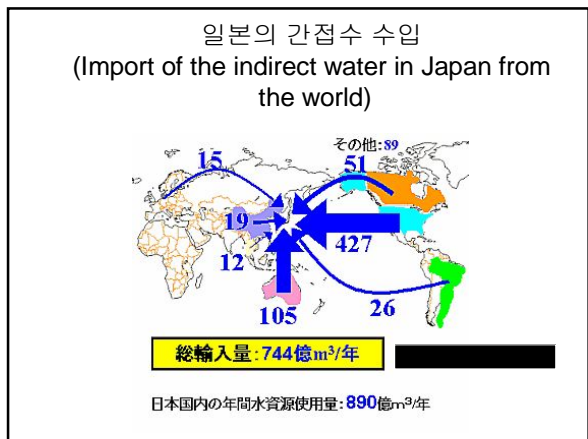 일본의 간접수 수입
(Import of the indirect water in Japan from
the world)
その他:89
15
51
19
427
12
105
26
総輸入量:744億m³/年
日本国内の年間水資源使用量:890億m³/年